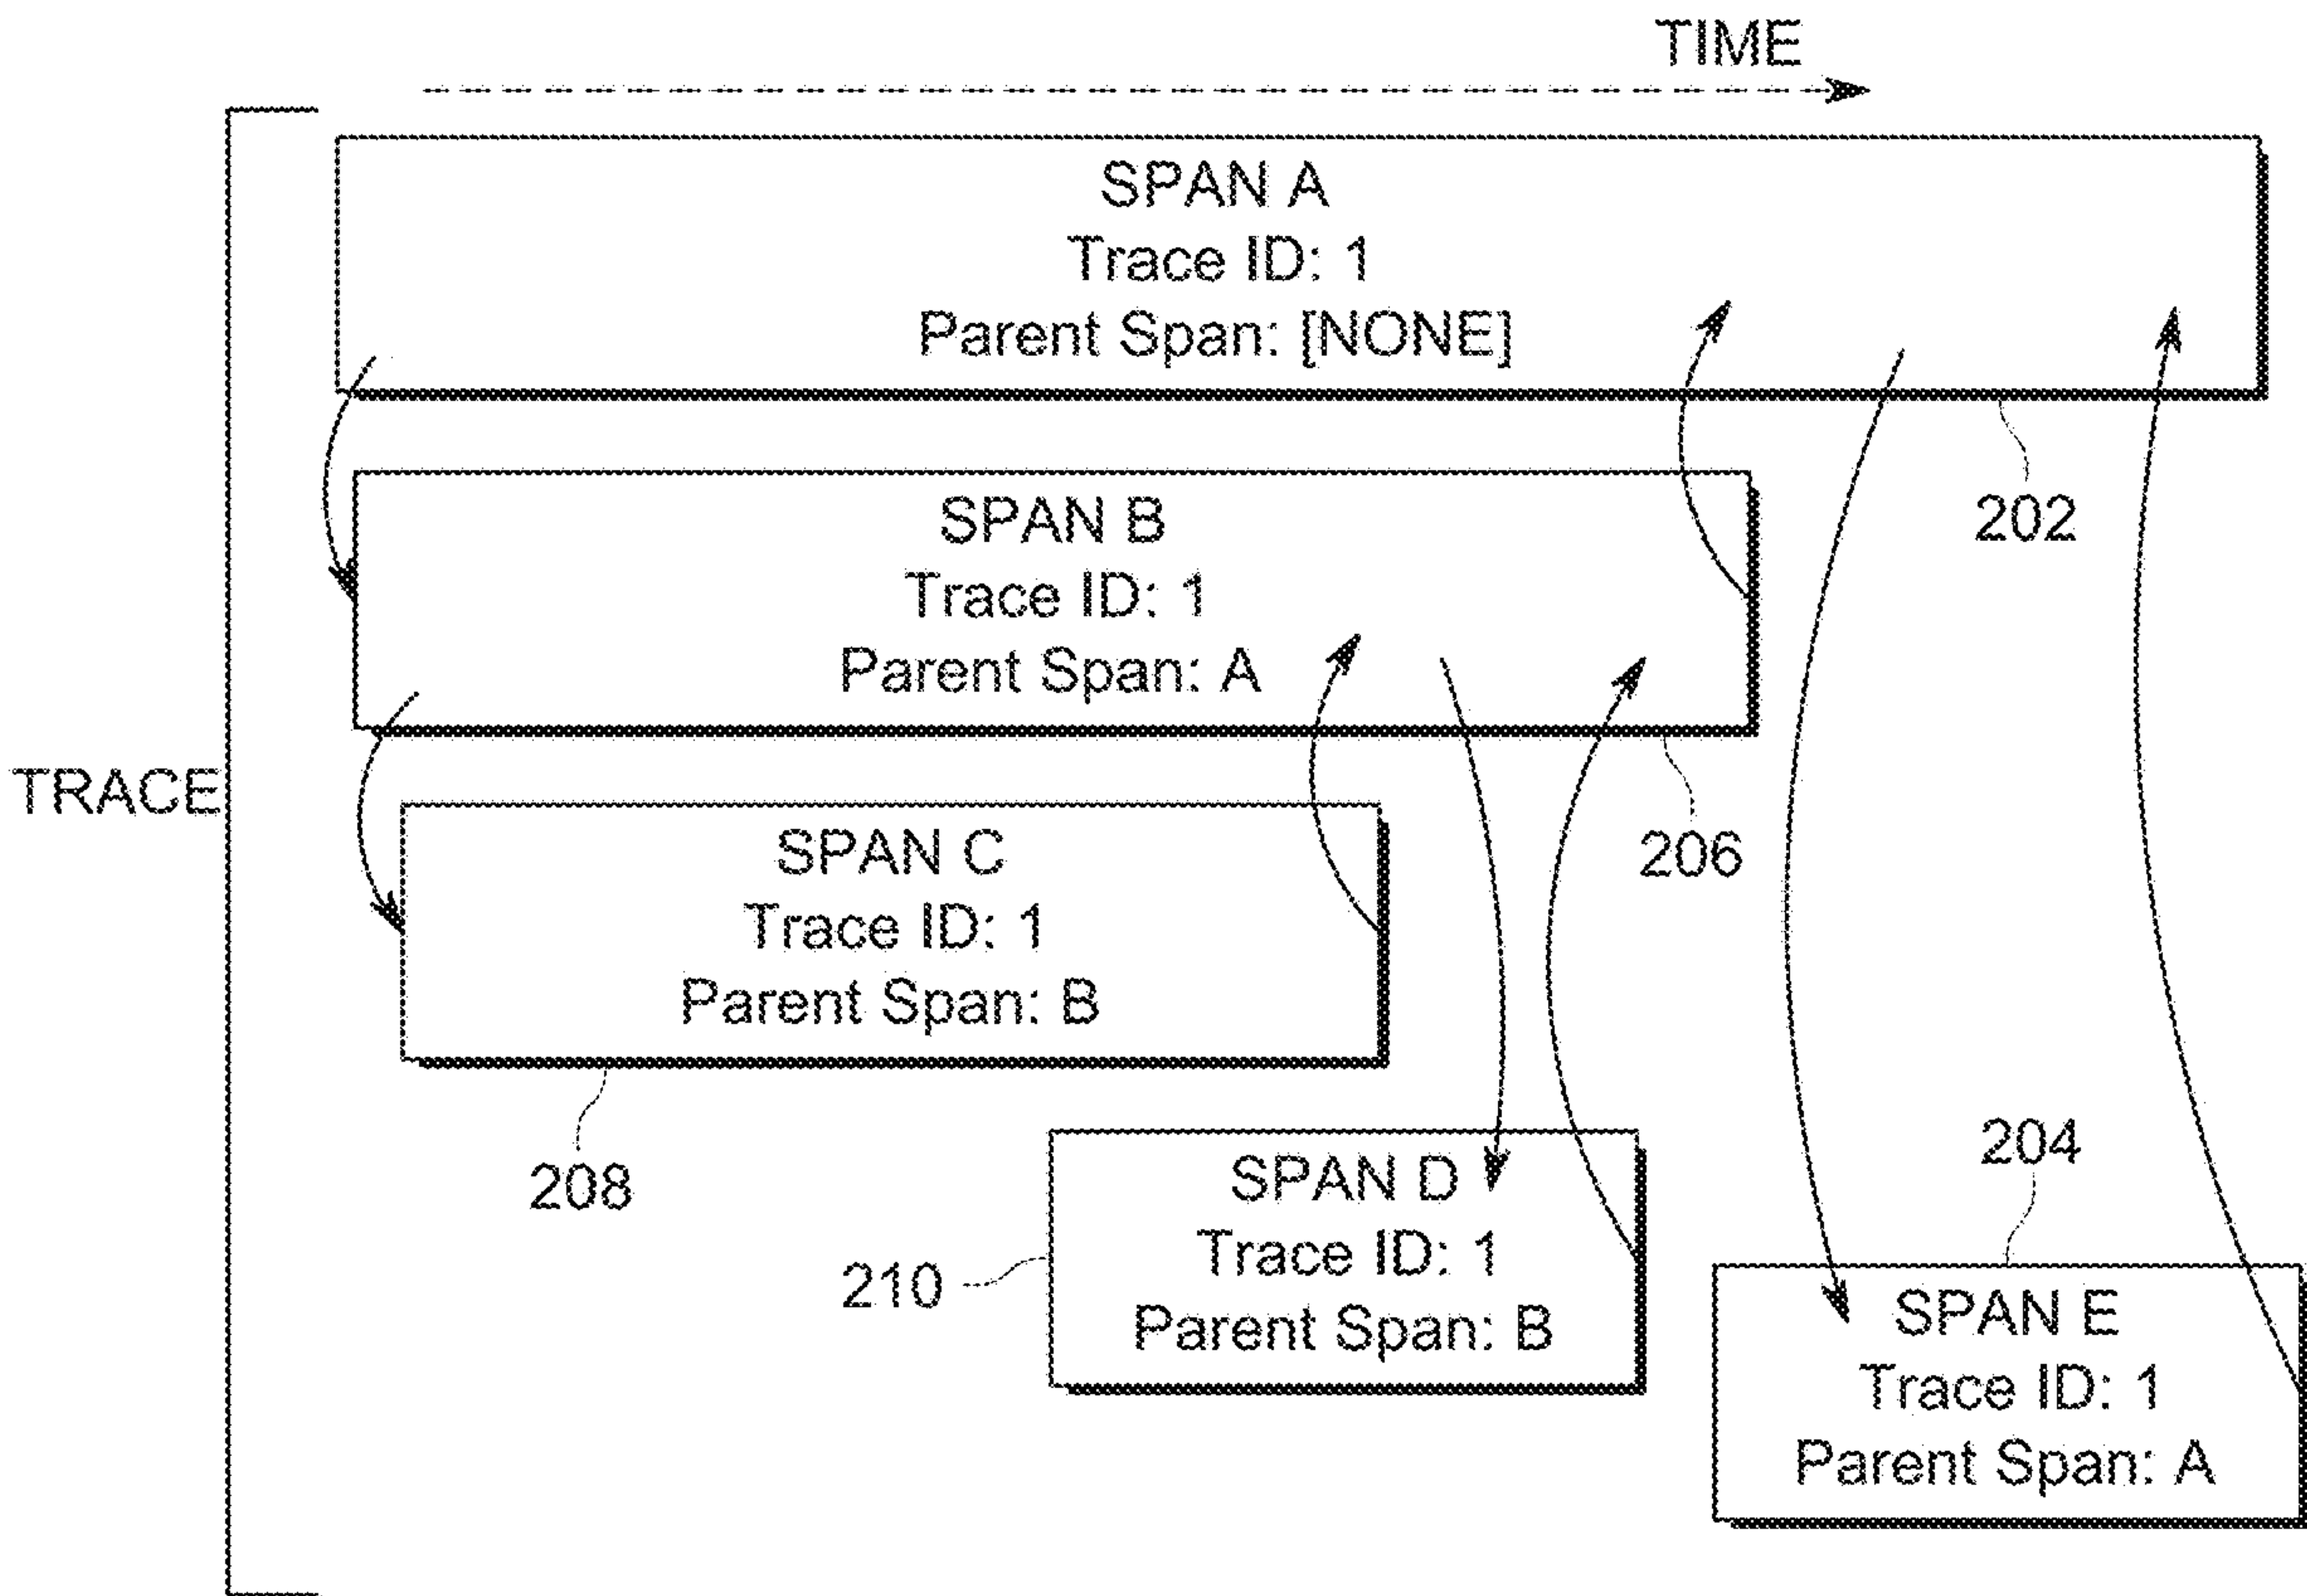 TIME
SPAN A
Trace ID: 1
Parent Span: [NONE]
202
SPAN B
Trace ID: 1
Parent Span: A
206
TRACE
SPAN C
Trace ID: 1
Parent Span: B
208
SPAN D
Trace ID: 1
Parent Span: B
210
204
SPAN E
Trace ID: 1
Parent Span: A